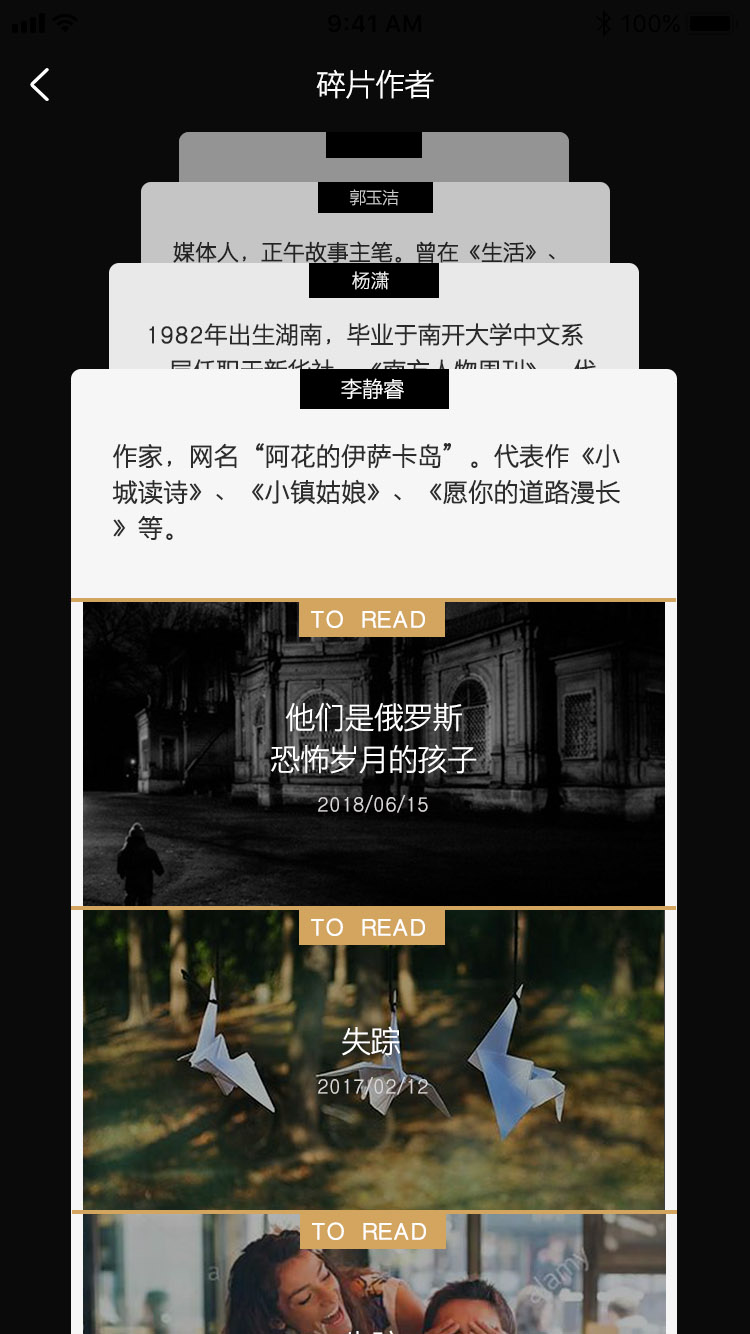 9:41 AM
100%
碎片作者
郭玉洁
媒体人，正午故事主笔。曾在《生活》、
杨潇
1982年出生湖南，毕业于南开大学中文系
李静睿
作家，网名“阿花的伊萨卡岛”。代表作《小
城读诗》、《小镇姑娘》、《愿你的道路漫长
》等。
TO READ
他们是俄罗斯
恐怖岁月的孩子
2018/06/15
TO READ
失踪
2017/02/12
TO READ
a
alamy